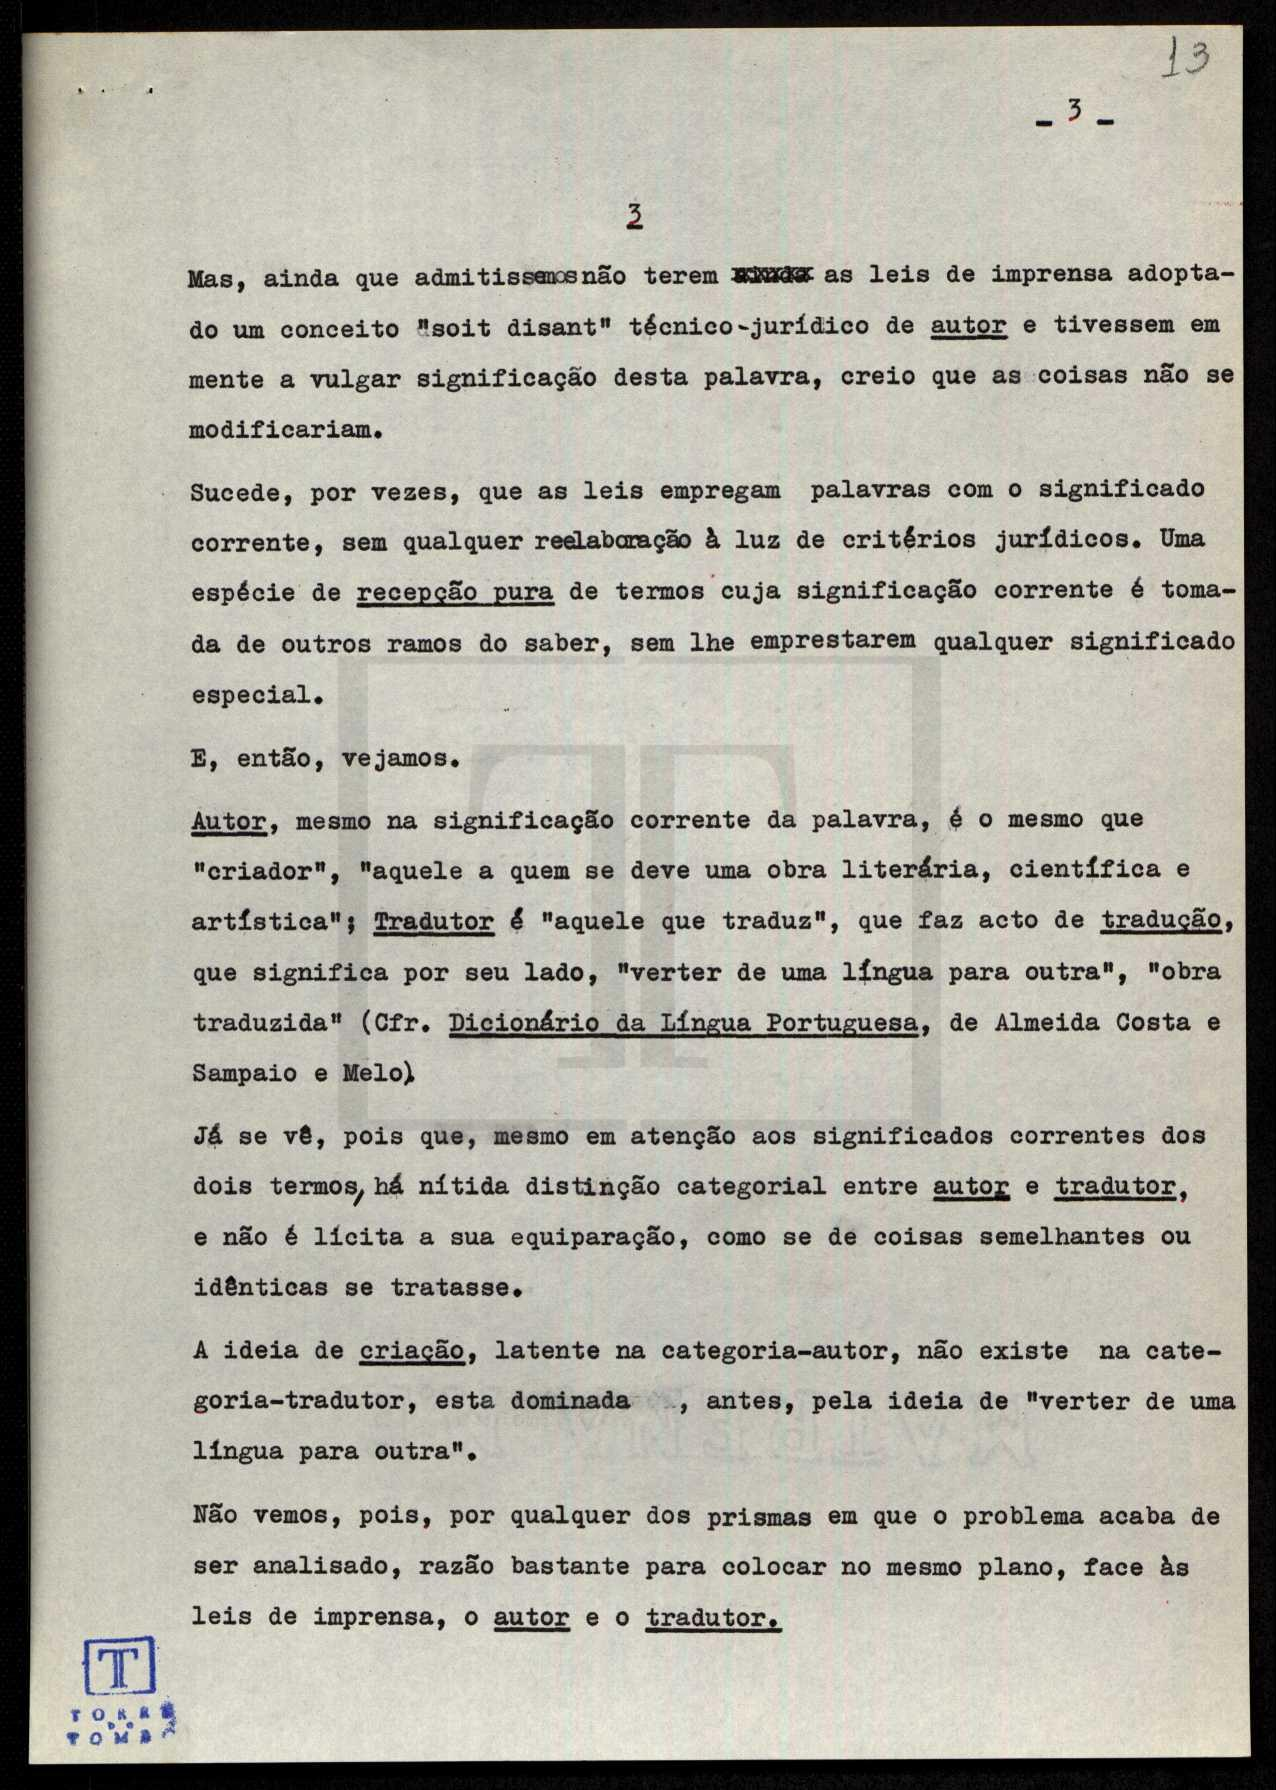 13
- 3 -
3
Mas, ainda que admitissemos não terem as leis de imprensa adopta-
do um conceito "soit disant" técnico-jurídico de autor e tivessem em
mente a vulgar significação desta palavra, creio que as coisas não se
modificariam.
Sucede, por vezes, que as leis empregam palavras com o significado
corrente, sem qualquer reelaboração à luz de critérios jurídicos. Uma
espécie de recepção pura de termos cuja significação corrente é toma-
da de outros ramos do saber, sem lhe emprestarem qualquer significado
especial.
E, então, vejamos.
Autor, mesmo na significação corrente da palavra, é o mesmo que
"criador", "aquele a quem se deve uma obra literária, científica e
artística"; Tradutor é "aquele que traduz", que faz acto de tradução,
que significa por seu lado, "verter de uma língua para outra", "obra
traduzida" (Cfr. Dicionário da Língua Portuguesa, de Almeida Costa e
Sampaio e Melo).
Já se vê, pois que, mesmo em atenção aos significados correntes dos
dois termos, há nítida distinção categorial entre autor e tradutor,
e não é lícita a sua equiparação, como se de coisas semelhantes ou
idênticas se tratasse.
A ideia de criação, latente na categoria-autor, não existe na cate-
goria-tradutor, esta dominada , antes, pela ideia de "verter de uma
língua para outra".
Não vemos, pois, por qualquer dos prismas em que o problema acaba de
ser analisado, razão bastante para colocar no mesmo plano, face às
leis de imprensa, o autor e o tradutor.
T
TORRE
DO
TOMBO